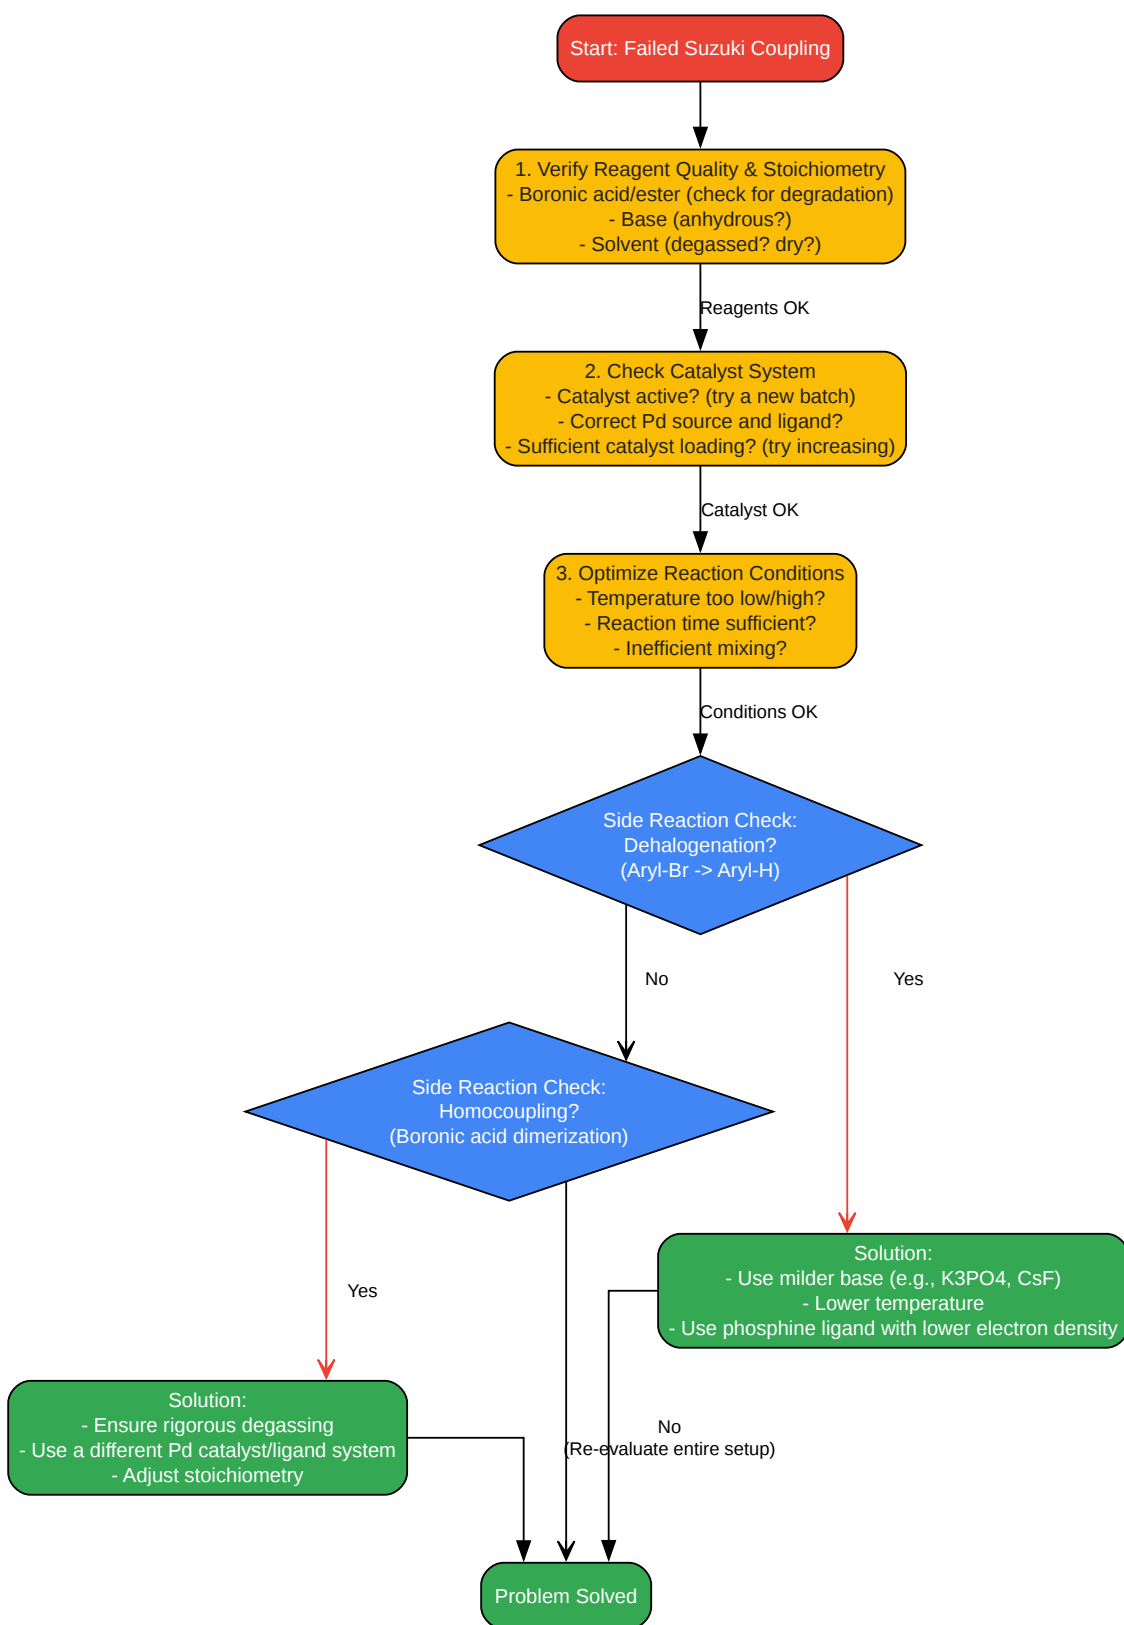 Start: Failed Suzuki Coupling
1. Verify Reagent Quality & Stoichiometry
- Boronic acid/ester (check for degradation)
- Base (anhydrous?)
- Solvent (degassed? dry?)
Reagents OK
2. Check Catalyst System
- Catalyst active? (try a new batch)
- Correct Pd source and ligand?
- Sufficient catalyst loading? (try increasing)
Catalyst OK
3. Optimize Reaction Conditions
- Temperature too low/high?
- Reaction time sufficient?
- Inefficient mixing?
Conditions OK
Side Reaction Check:
Dehalogenation?
(Aryl-Br -> Aryl-H)
No
Yes
Side Reaction Check:
Homocoupling?
(Boronic acid dimerization)
Solution:
- Use milder base (e.g., K3PO4, CsF)
- Lower temperature
- Use phosphine ligand with lower electron density
Yes
Solution:
- Ensure rigorous degassing
- Use a different Pd catalyst/ligand system
- Adjust stoichiometry
No
(Re-evaluate entire setup)
Problem Solved